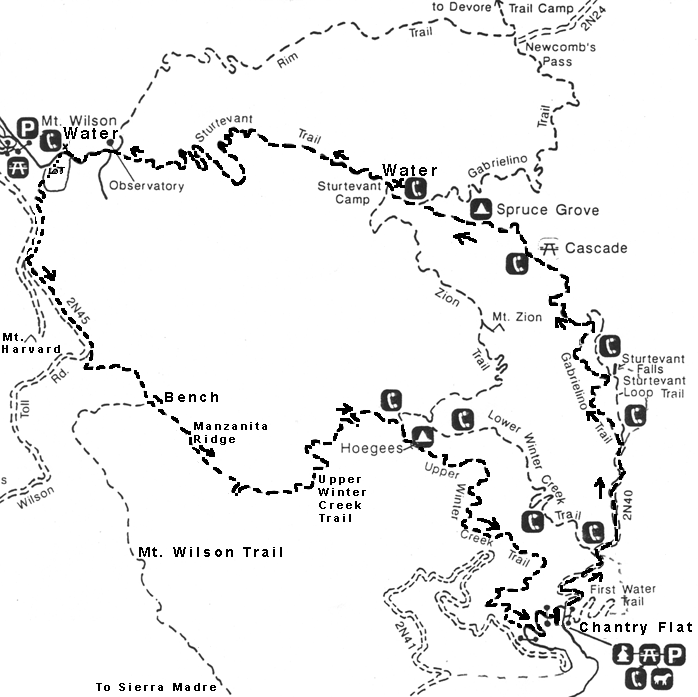 to Devore Trail Camp
2N24
Trail
Rim
Newcomb's
Pass
Trail
Gabrielino
P
Mt. Wilson
Water
Lot
Observatory
Sturtevant
Trail
Water
Sturtevant
Camp
Spruce Grove
Cascade
Zion
Trail
Mt. Zion
2N45
Mt.
Harvard
Toll
Rd.
s
Wilson
Sturtevant
Falls
Sturtevant
Loop Trail
Gabrielino
Trail
Bench
Manzanita
Ridge
Hoegees
Lower
Winter
Creek
Trail
Upper
Winter
Creek
Trail
Upper
Winter
Creek
Trail
2N40
Mt. Wilson Trail
First Water
Trail
2N41
Chantry Flat
P
To Sierra Madre